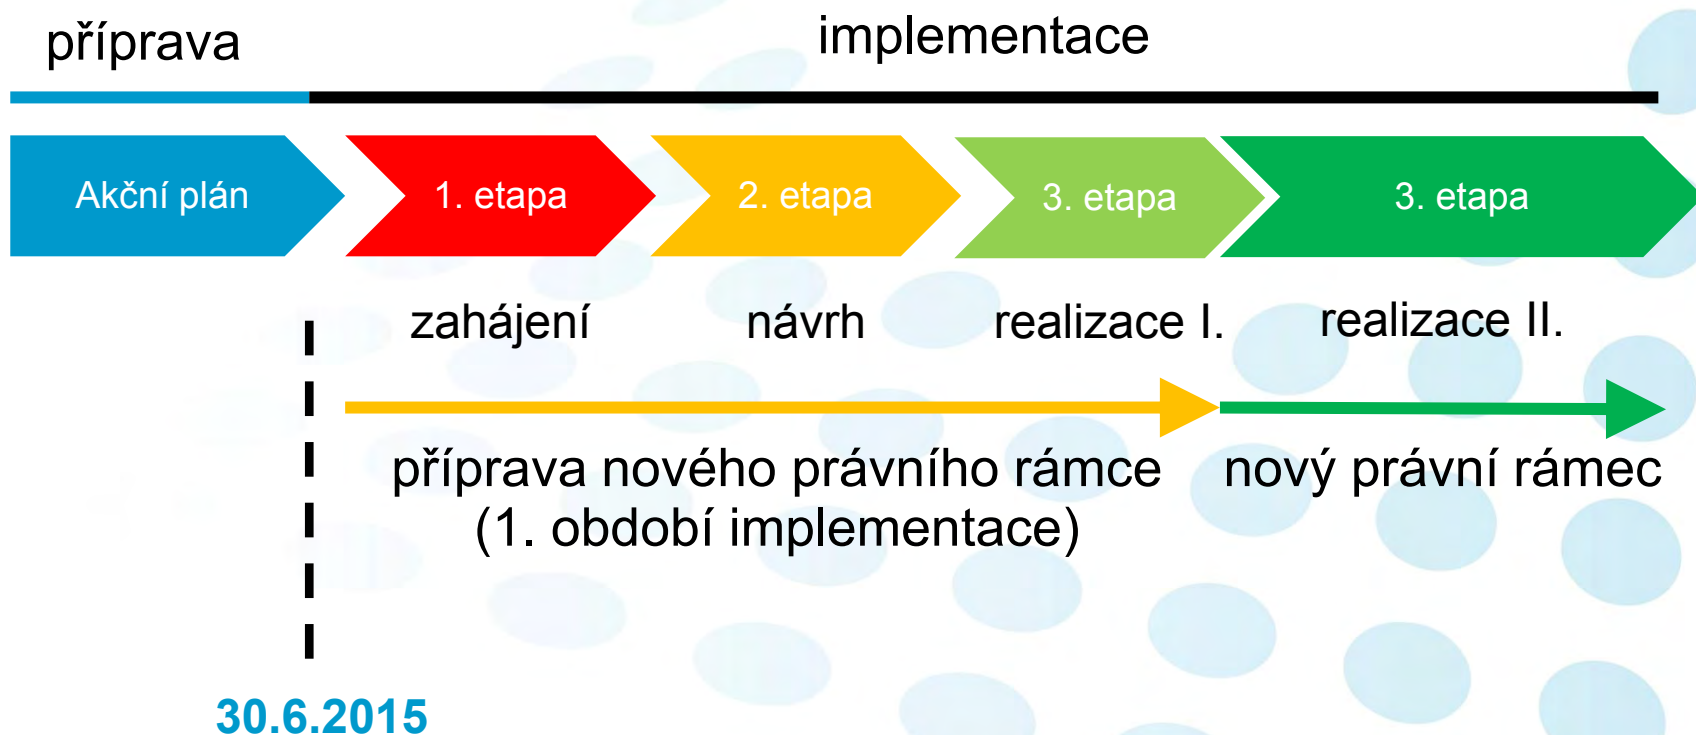 příprava
implementace
Akční plán
1. etapa
2. etapa
3. etapa
3. etapa
zahájení
návrh
realizace I.
realizace II.
příprava nového právního rámce
(1. období implementace)
nový právní rámec
30.6.2015